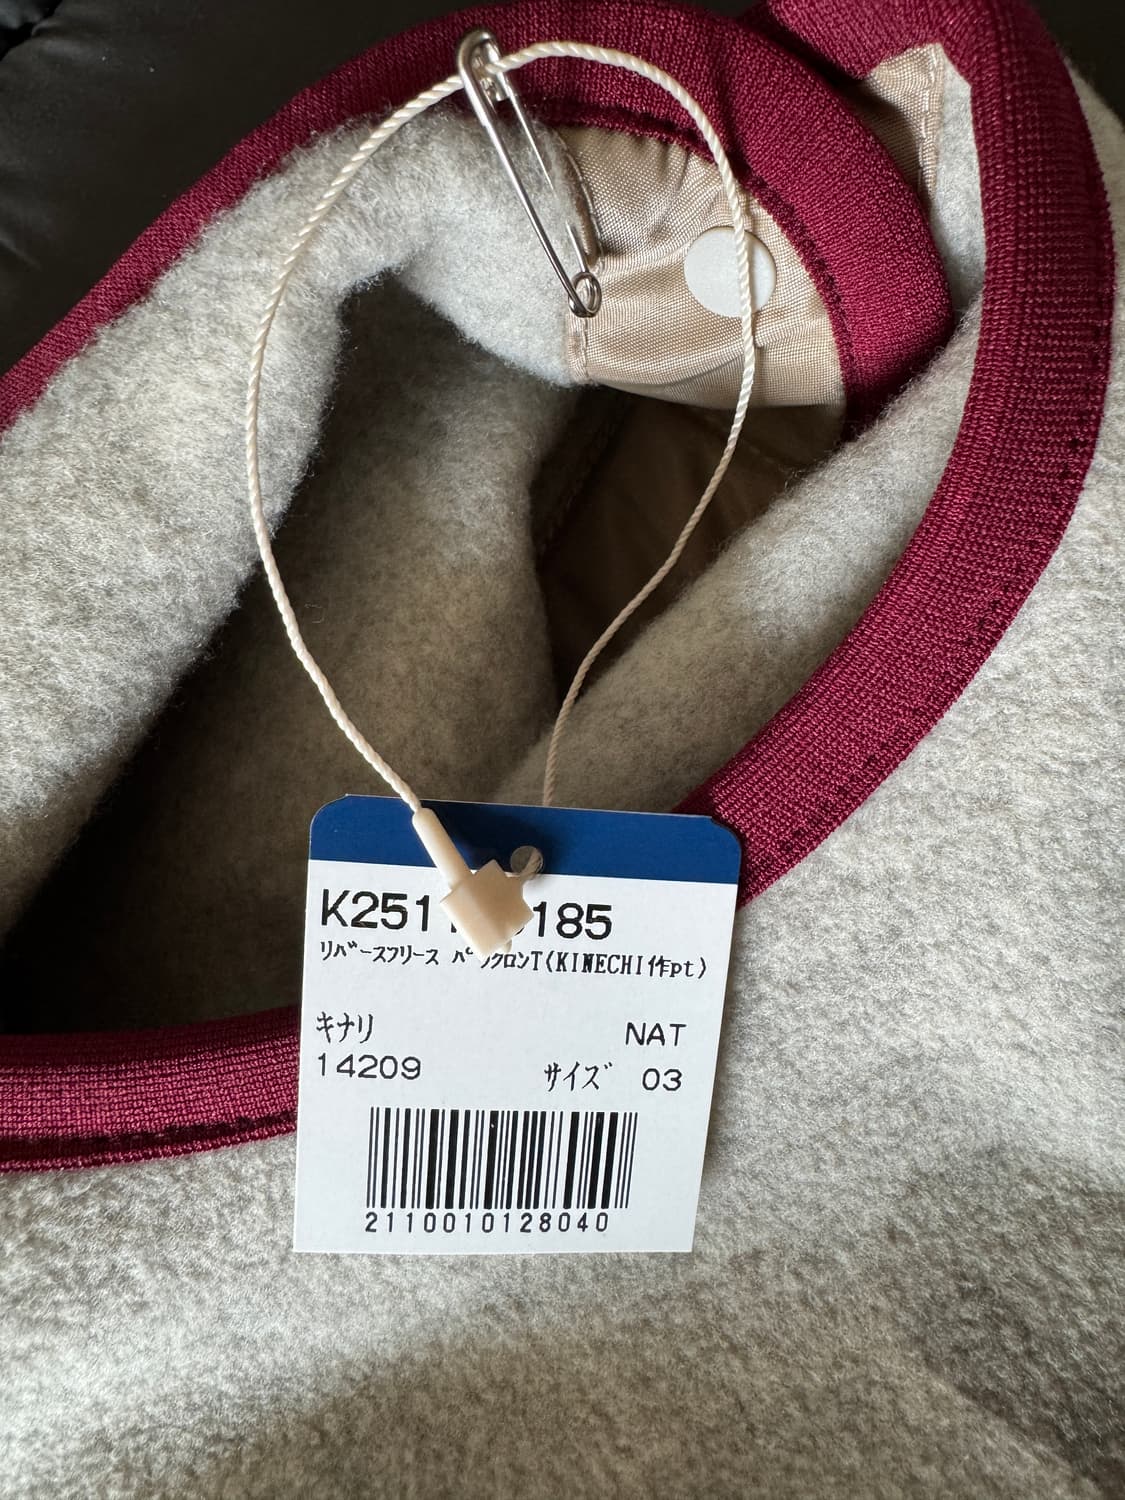 K251 185
リバースフリース (KINECHI作pt)
キナリ NAT
14209 サイズ 03
2110010128040